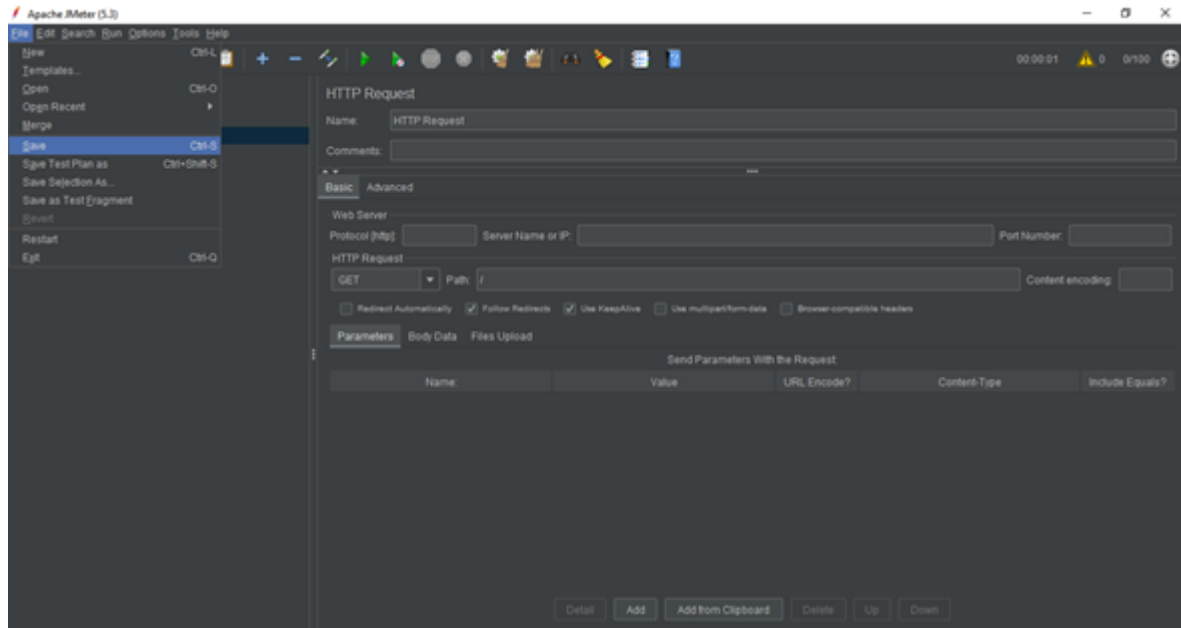 Apache JMeter (5.3)
File Edit Search Run Options Tools Help
New Ctrl-L
Templates...
Open Ctrl-O
Open Recent
Merge
Save Ctrl-S
Save Test Plan as Ctrl+Shift-S
Save Selection As...
Save as Test Fragment
Revert
Restart
Exit Ctrl-Q
00:00:01 0 0/100
HTTP Request
Name: HTTP Request
Comments:
Basic Advanced
Web Server
Protocol [http]: Server Name or IP: Port Number:
HTTP Request
GET Path: / Content encoding:
Redirect Automatically Follow Redirects Use KeepAlive Use multipart/form-data Browser-compatible headers
Parameters Body Data Files Upload
Send Parameters With the Request:
Name: Value URL Encode? Content-Type Include Equals?
Detail Add Add from Clipboard Delete Up Down